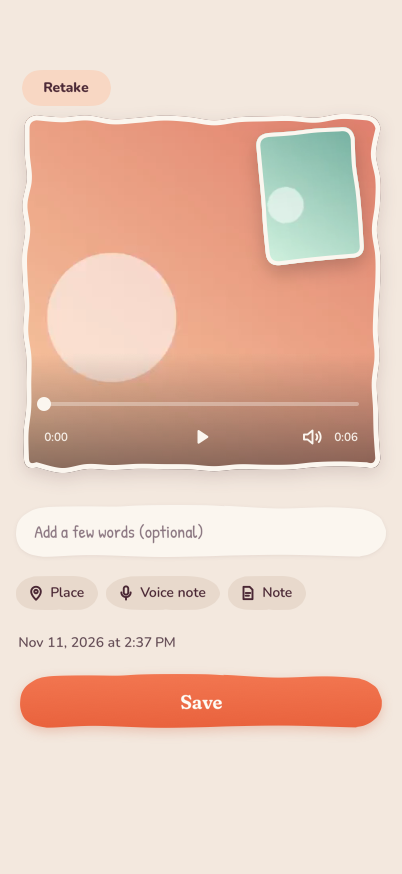 Retake
0:00
0:06
Add a few words (optional)
Place
Voice note
Note
Nov 11, 2026 at 2:37 PM
Save